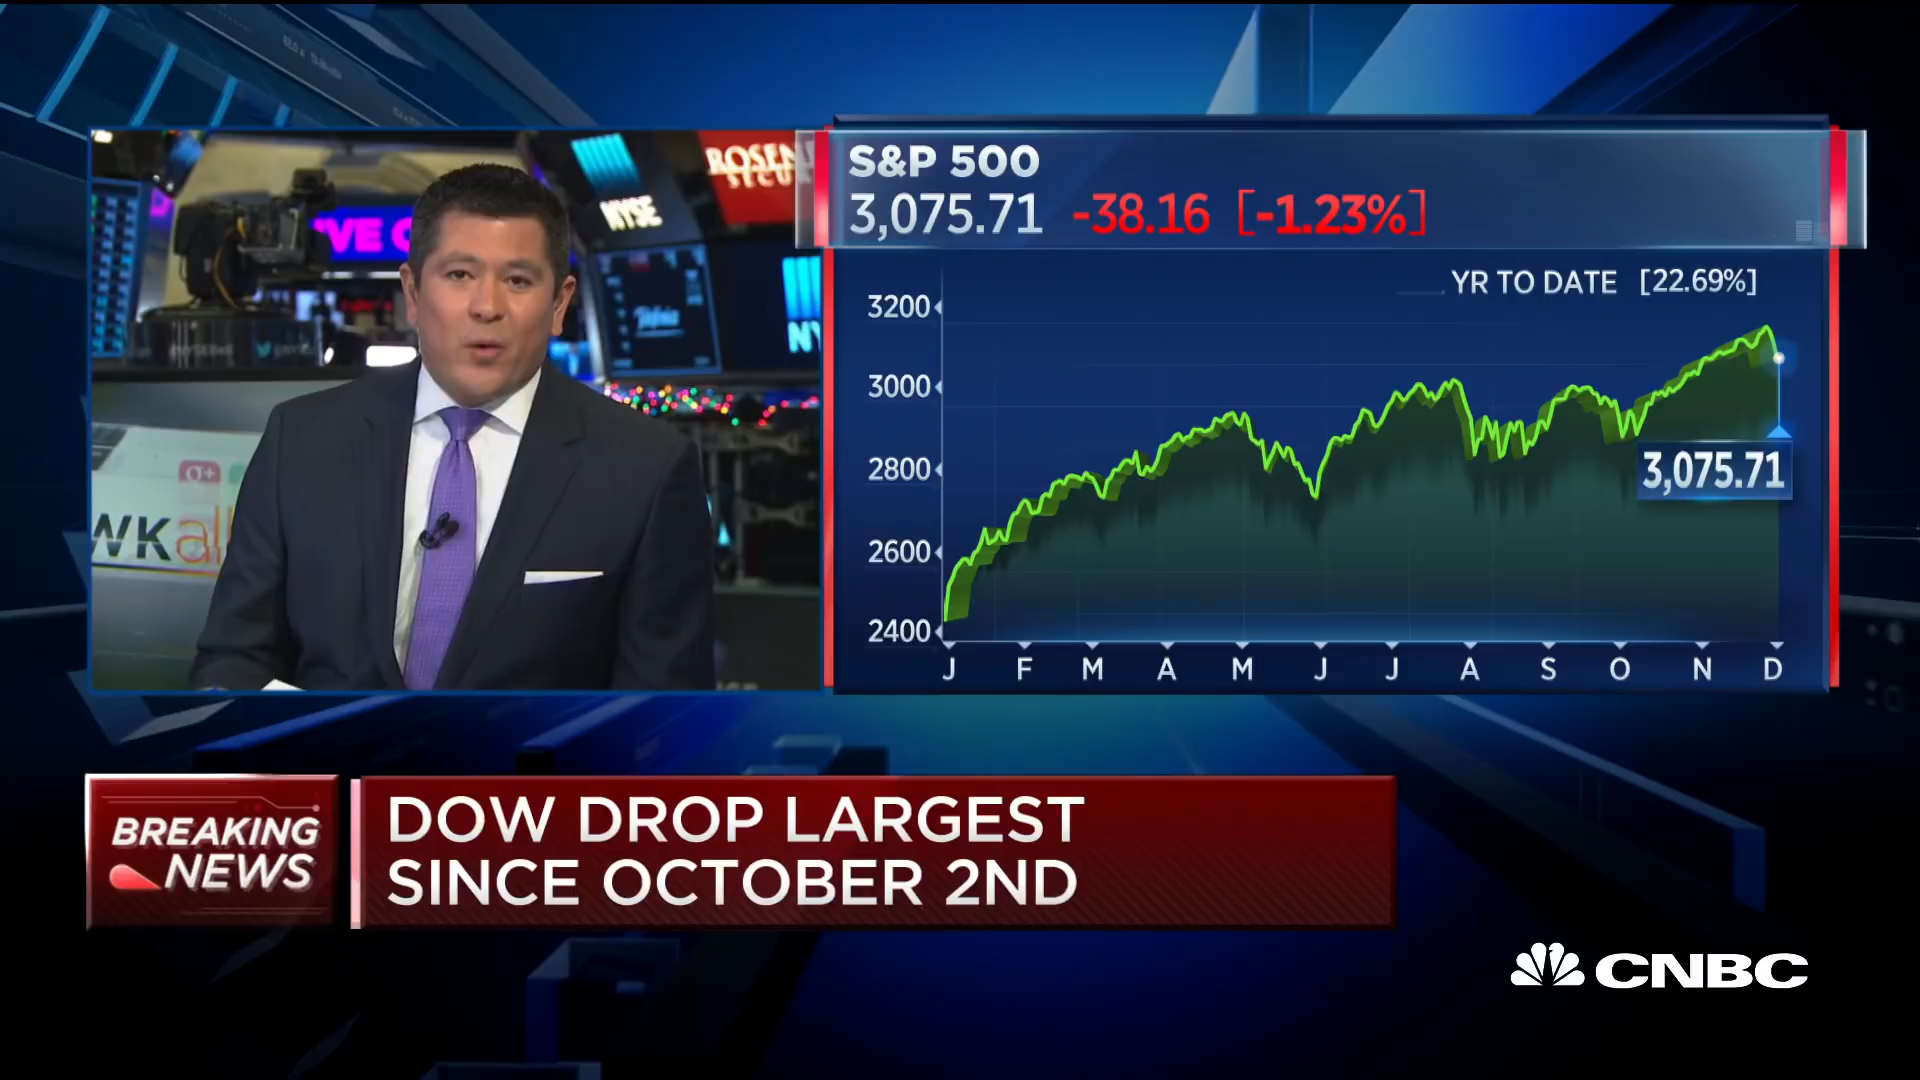 S&P 500
3,075.71 -38.16 [-1.23%]
YR TO DATE [22.69%]
3200
3000
2800
2600
2400
J F M A M J J A S O N D
3,075.71
NYSE
BREAKING
NEWS
DOW DROP LARGEST
SINCE OCTOBER 2ND
CNBC